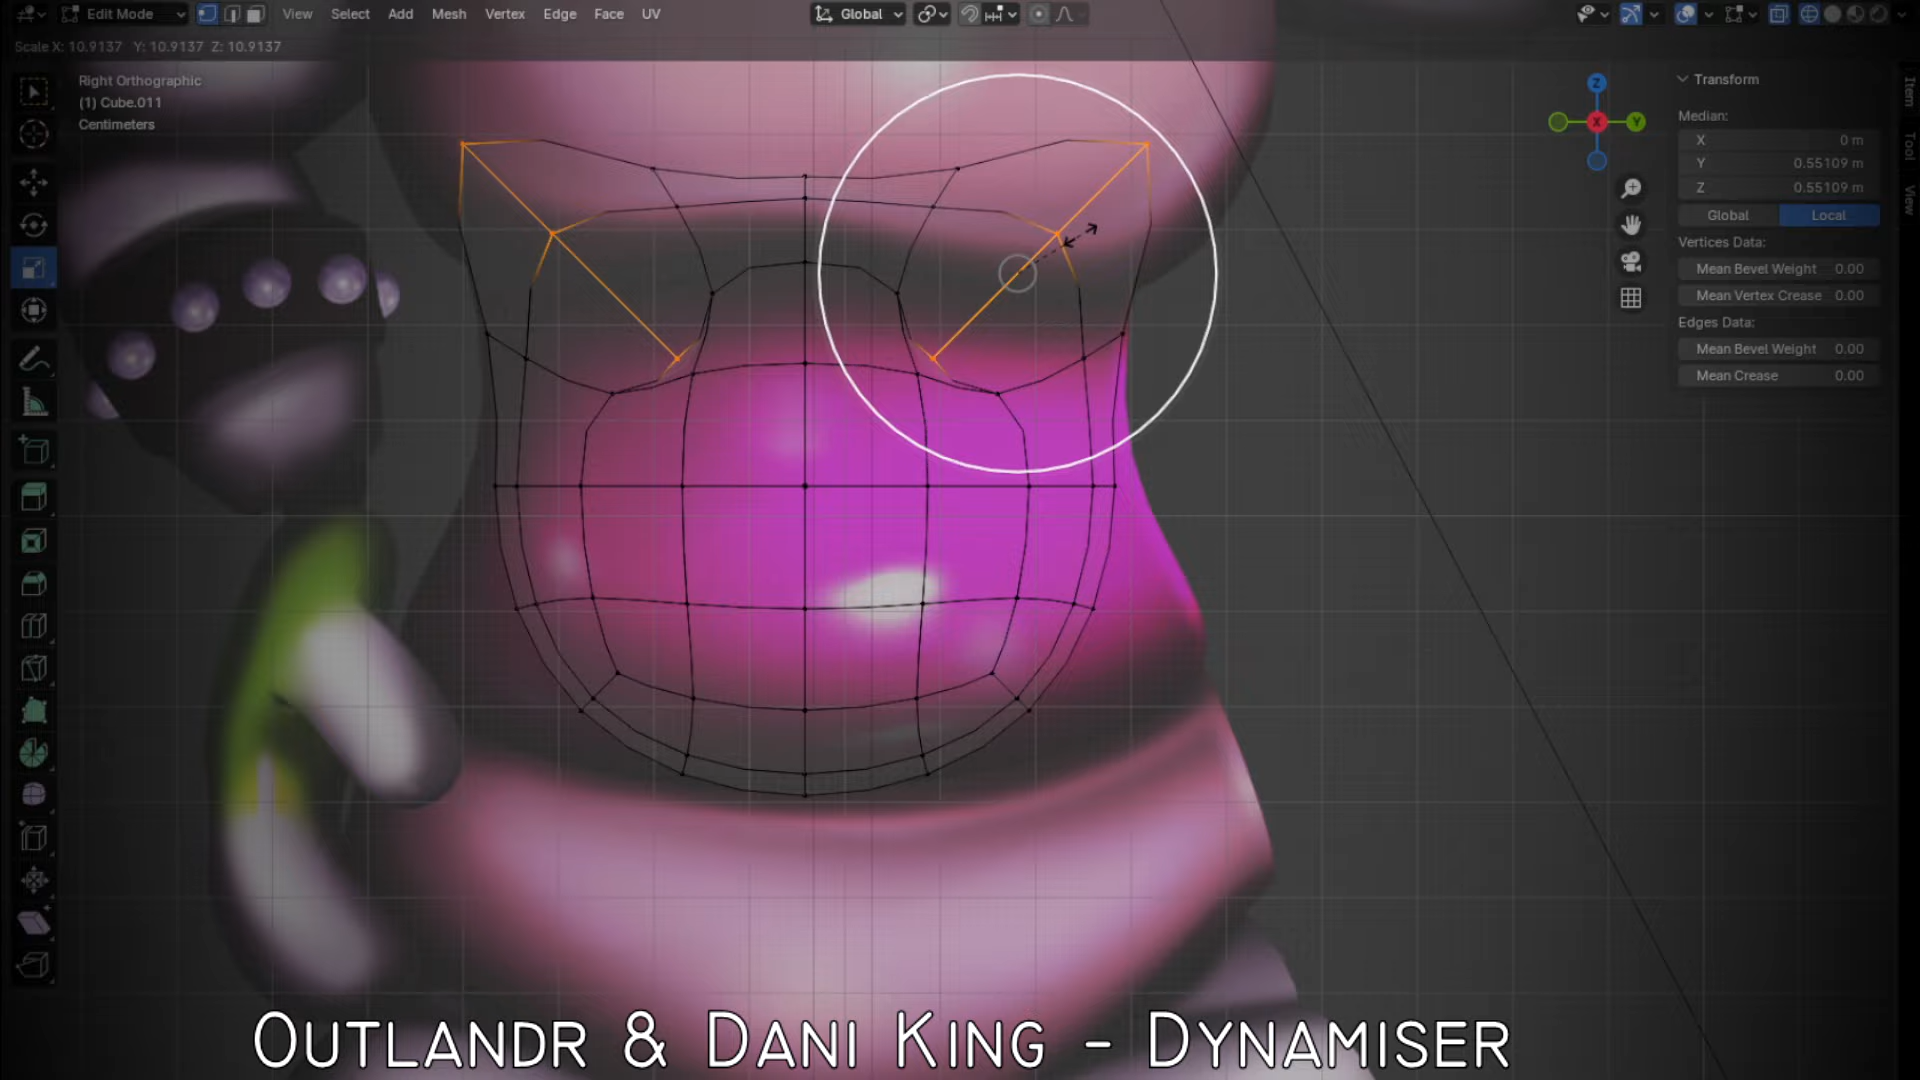 Edit Mode View Select Add Mesh Vertex Edge Face UV Global
Scale X: 10.9137 Y: 10.9137 Z: 10.9137
Right Orthographic
(1) Cube.011
Centimeters
Z
X
Y
Transform
Median:
X 0 m
Y 0.55109 m
Z 0.55109 m
Global Local
Vertices Data:
Mean Bevel Weight 0.00
Mean Vertex Crease 0.00
Edges Data:
Mean Bevel Weight 0.00
Mean Crease 0.00
Item
Tool
View
OUTLANDR & DANI KING - DYNAMISER